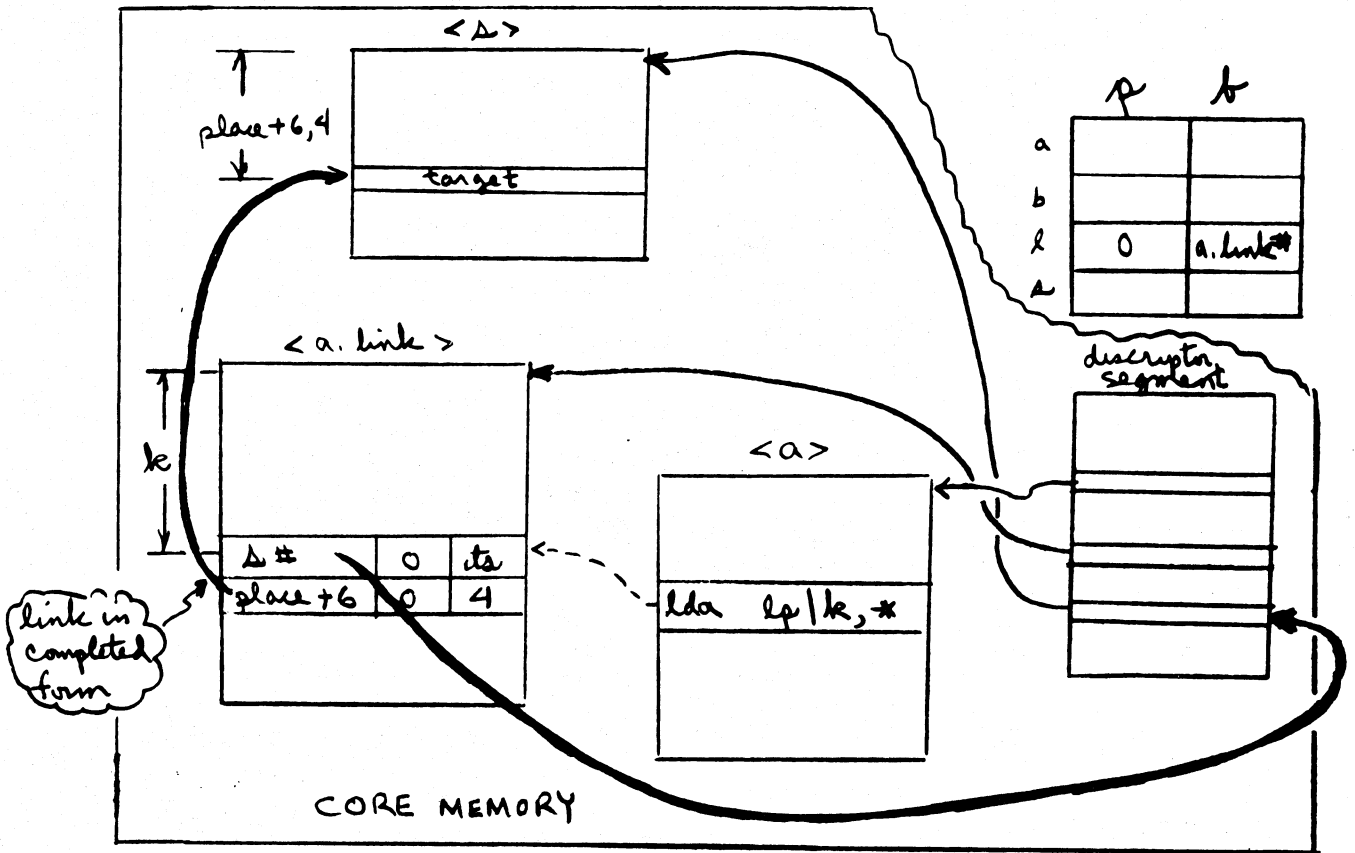 < s >
place+6,4
target
p b
a
b
l 0 a.link#
s
< a. link >
discriptor
segment
k
< a >
s # 0 its
place +6 0 4
lda lp | k, *
link in
completed
form
CORE MEMORY